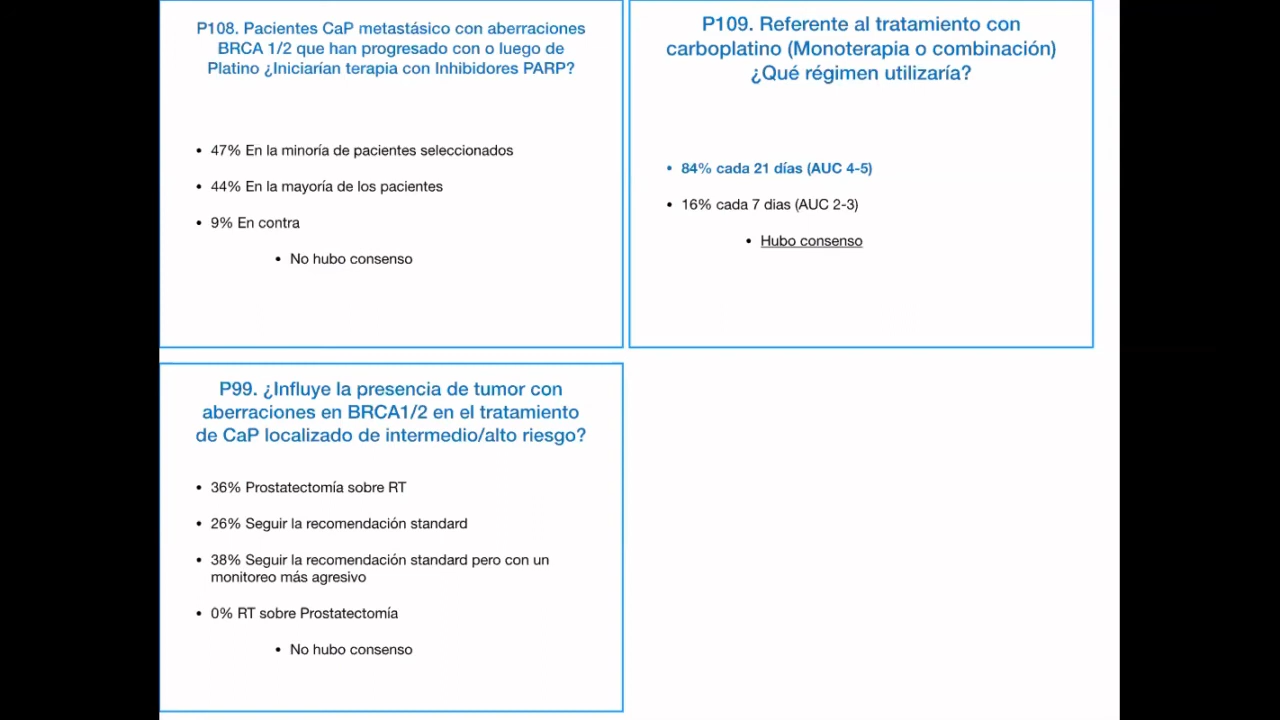 P108. Pacientes CaP metastásico con aberraciones
BRCA 1/2 que han progresado con o luego de
Platino ¿Iniciarían terapia con Inhibidores PARP?
• 47% En la minoría de pacientes seleccionados
• 44% En la mayoría de los pacientes
• 9% En contra
• No hubo consenso
P109. Referente al tratamiento con
carboplatino (Monoterapia o combinación)
¿Qué régimen utilizaría?
• 84% cada 21 días (AUC 4-5)
• 16% cada 7 dias (AUC 2-3)
• Hubo consenso
P99. ¿Influye la presencia de tumor con
aberraciones en BRCA1/2 en el tratamiento
de CaP localizado de intermedio/alto riesgo?
• 36% Prostatectomía sobre RT
• 26% Seguir la recomendación standard
• 38% Seguir la recomendación standard pero con un
monitoreo más agresivo
• 0% RT sobre Prostatectomía
• No hubo consenso